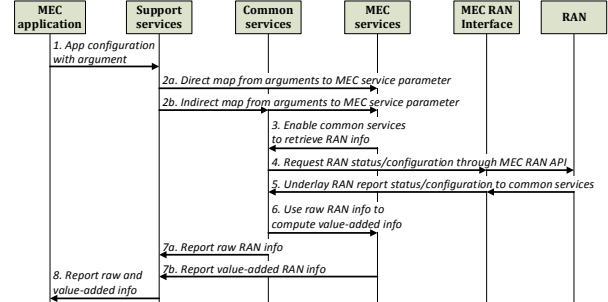 MEC application
Support services
Common services
MEC services
MEC RAN Interface
RAN
1. App configuration
with argument
2a. Direct map from arguments to MEC service parameter
2b. Indirect map from arguments to MEC service parameter
3. Enable common services
to retrieve RAN info
4. Request RAN status/configuration through MEC RAN API
5. Underlay RAN report status/configuration to common services
6. Use raw RAN info to
compute value-added info
7a. Report raw RAN info
7b. Report value-added RAN info
8. Report raw and
value-added info